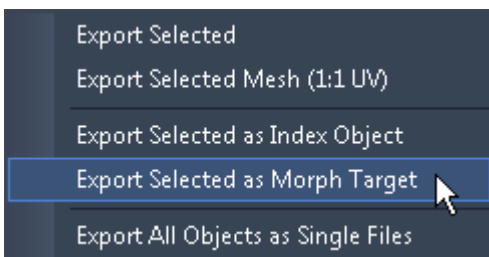 Export Selected
Export Selected Mesh (1:1 UV)
Export Selected as Index Object
Export Selected as Morph Target
Export All Objects as Single Files